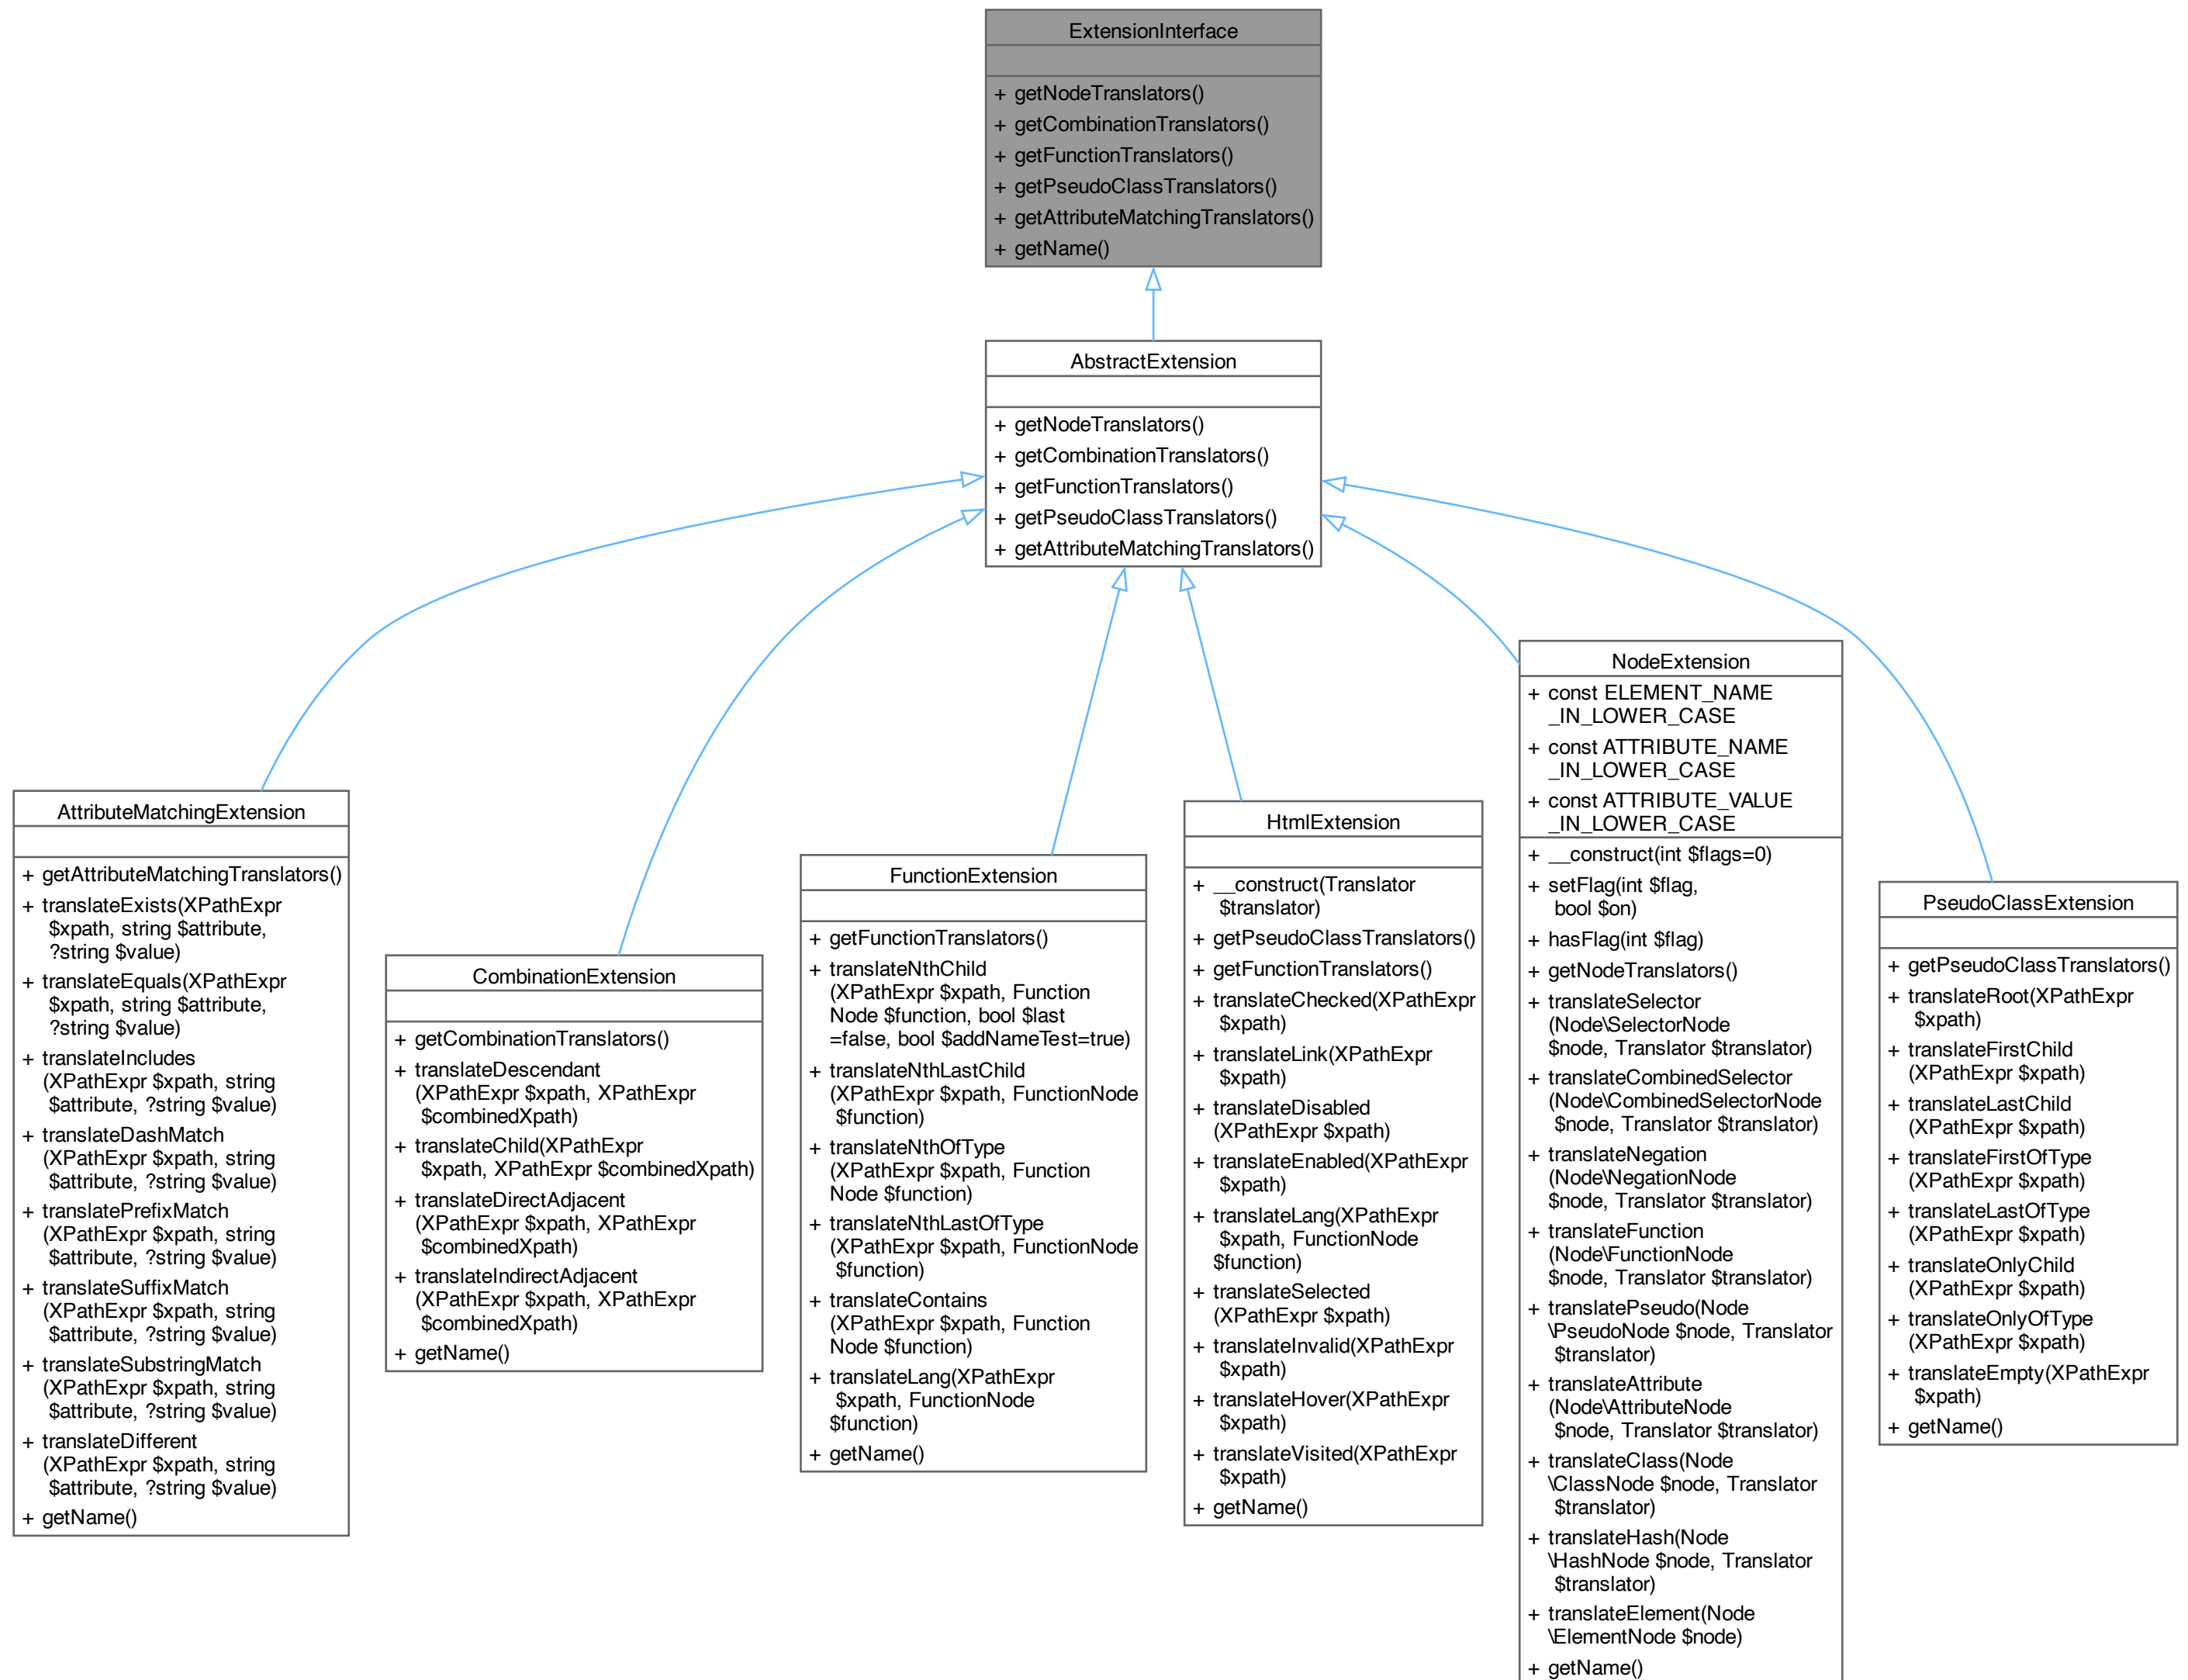 ExtensionInterface
+ getNodeTranslators()
+ getCombinationTranslators()
+ getFunctionTranslators()
+ getPseudoClassTranslators()
+ getAttributeMatchingTranslators()
+ getName()
AbstractExtension
+ getNodeTranslators()
+ getCombinationTranslators()
+ getFunctionTranslators()
+ getPseudoClassTranslators()
+ getAttributeMatchingTranslators()
AttributeMatchingExtension
+ getAttributeMatchingTranslators()
+ translateExists(XPathExpr
$xpath, string $attribute,
?string $value)
+ translateEquals(XPathExpr
$xpath, string $attribute,
?string $value)
+ translateIncludes
(XPathExpr $xpath, string
$attribute, ?string $value)
+ translateDashMatch
(XPathExpr $xpath, string
$attribute, ?string $value)
+ translatePrefixMatch
(XPathExpr $xpath, string
$attribute, ?string $value)
+ translateSuffixMatch
(XPathExpr $xpath, string
$attribute, ?string $value)
+ translateSubstringMatch
(XPathExpr $xpath, string
$attribute, ?string $value)
+ translateDifferent
(XPathExpr $xpath, string
$attribute, ?string $value)
+ getName()
CombinationExtension
+ getCombinationTranslators()
+ translateDescendant
(XPathExpr $xpath, XPathExpr
$combinedXpath)
+ translateChild(XPathExpr
$xpath, XPathExpr $combinedXpath)
+ translateDirectAdjacent
(XPathExpr $xpath, XPathExpr
$combinedXpath)
+ translateIndirectAdjacent
(XPathExpr $xpath, XPathExpr
$combinedXpath)
+ getName()
FunctionExtension
+ getFunctionTranslators()
+ translateNthChild
(XPathExpr $xpath, Function
Node $function, bool $last
=false, bool $addNameTest=true)
+ translateNthLastChild
(XPathExpr $xpath, FunctionNode
$function)
+ translateNthOfType
(XPathExpr $xpath, Function
Node $function)
+ translateNthLastOfType
(XPathExpr $xpath, FunctionNode
$function)
+ translateContains
(XPathExpr $xpath, Function
Node $function)
+ translateLang(XPathExpr
$xpath, FunctionNode
$function)
+ getName()
HtmlExtension
+ __construct(Translator
$translator)
+ getPseudoClassTranslators()
+ getFunctionTranslators()
+ translateChecked(XPathExpr
$xpath)
+ translateLink(XPathExpr
$xpath)
+ translateDisabled
(XPathExpr $xpath)
+ translateEnabled(XPathExpr
$xpath)
+ translateLang(XPathExpr
$xpath, FunctionNode
$function)
+ translateSelected
(XPathExpr $xpath)
+ translateInvalid(XPathExpr
$xpath)
+ translateHover(XPathExpr
$xpath)
+ translateVisited(XPathExpr
$xpath)
+ getName()
NodeExtension
+ const ELEMENT_NAME
_IN_LOWER_CASE
+ const ATTRIBUTE_NAME
_IN_LOWER_CASE
+ const ATTRIBUTE_VALUE
_IN_LOWER_CASE
+ __construct(int $flags=0)
+ setFlag(int $flag,
bool $on)
+ hasFlag(int $flag)
+ getNodeTranslators()
+ translateSelector
(Node\SelectorNode
$node, Translator $translator)
+ translateCombinedSelector
(Node\CombinedSelectorNode
$node, Translator $translator)
+ translateNegation
(Node\NegationNode
$node, Translator $translator)
+ translateFunction
(Node\FunctionNode
$node, Translator $translator)
+ translatePseudo(Node
\PseudoNode $node, Translator
$translator)
+ translateAttribute
(Node\AttributeNode
$node, Translator $translator)
+ translateClass(Node
\ClassNode $node, Translator
$translator)
+ translateHash(Node
\HashNode $node, Translator
$translator)
+ translateElement(Node
\ElementNode $node)
+ getName()
PseudoClassExtension
+ getPseudoClassTranslators()
+ translateRoot(XPathExpr
$xpath)
+ translateFirstChild
(XPathExpr $xpath)
+ translateLastChild
(XPathExpr $xpath)
+ translateFirstOfType
(XPathExpr $xpath)
+ translateLastOfType
(XPathExpr $xpath)
+ translateOnlyChild
(XPathExpr $xpath)
+ translateOnlyOfType
(XPathExpr $xpath)
+ translateEmpty(XPathExpr
$xpath)
+ getName()